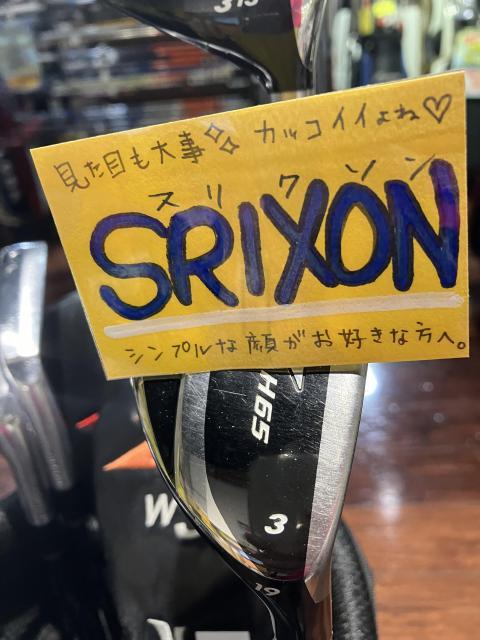 見た目も大事 カッコイイよね♡
スリクソン
SRIXON
シンプルな顔がお好きな方へ。
H65
3
19
W